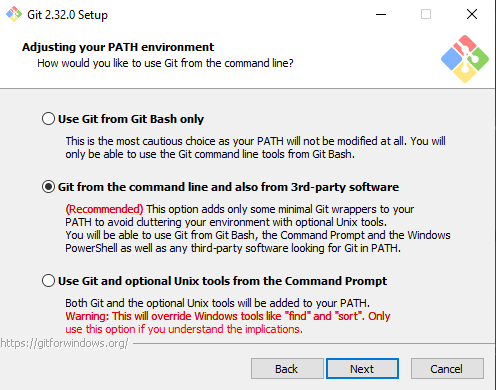 Git 2.32.0 Setup
Adjusting your PATH environment
How would you like to use Git from the command line?
Use Git from Git Bash only
This is the most cautious choice as your PATH will not be modified at all. You will
only be able to use the Git command line tools from Git Bash.
Git from the command line and also from 3rd-party software
(Recommended) This option adds only some minimal Git wrappers to your
PATH to avoid cluttering your environment with optional Unix tools.
You will be able to use Git from Git Bash, the Command Prompt and the Windows
PowerShell as well as any third-party software looking for Git in PATH.
Use Git and optional Unix tools from the Command Prompt
Both Git and the optional Unix tools will be added to your PATH.
Warning: This will override Windows tools like "find" and "sort". Only
use this option if you understand the implications.
https://gitforwindows.org/
Back
Next
Cancel